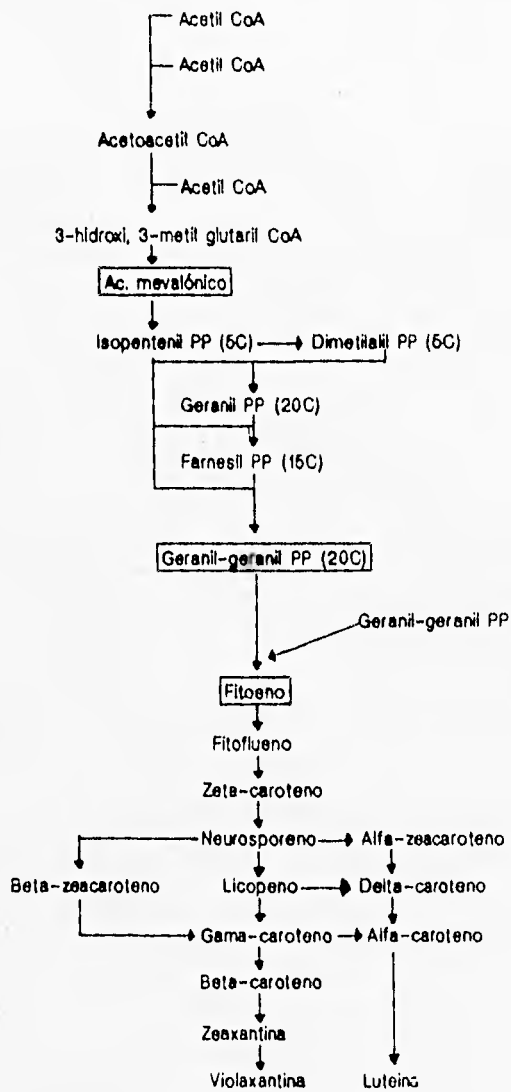 Acetil CoA
Acetil CoA
Acetoacetil CoA
Acetil CoA
3-hidroxi, 3-metil glutaril CoA
Ac. mevalónico
Isopentenil PP (5C) Dimetilalil PP (5C)
Geranil PP (20C)
Farnesil PP (15C)
Geranil-geranil PP (20C)
Geranil-geranil PP
Fitoeno
Fitoflueno
Zeta-caroteno
Neurosporeno Alfa-zeacaroteno
Beta-zeacaroteno Licopeno Delta-caroteno
Gama-caroteno Alfa-caroteno
Beta-caroteno
Zeaxantina
Violaxantina Luteina